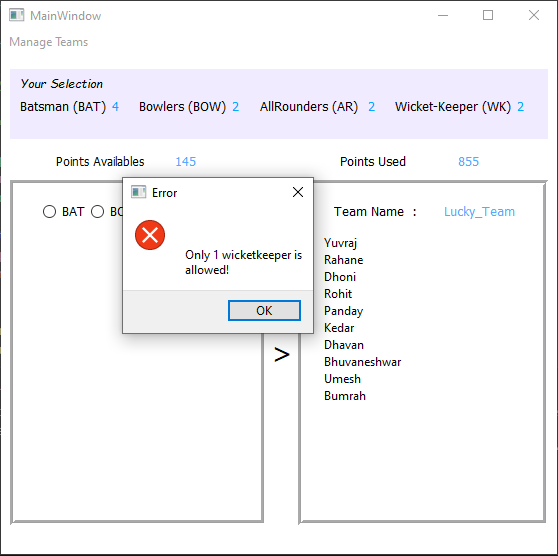 MainWindow
Manage Teams
Your Selection
Batsman (BAT) 4 Bowlers (BOW) 2 AllRounders (AR) 2 Wicket-Keeper (WK) 2
Points Availables 145 Points Used 855
Error
Only 1 wicketkeeper is
allowed!
OK
BAT
Team Name : Lucky_Team
>
Yuvraj
Rahane
Dhoni
Rohit
Panday
Kedar
Dhavan
Bhuvaneshwar
Umesh
Bumrah